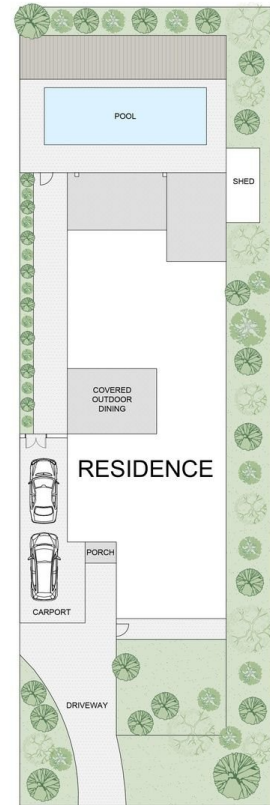 POOL
SHED
COVERED
OUTDOOR
DINING
RESIDENCE
PORCH
CARPORT
DRIVEWAY